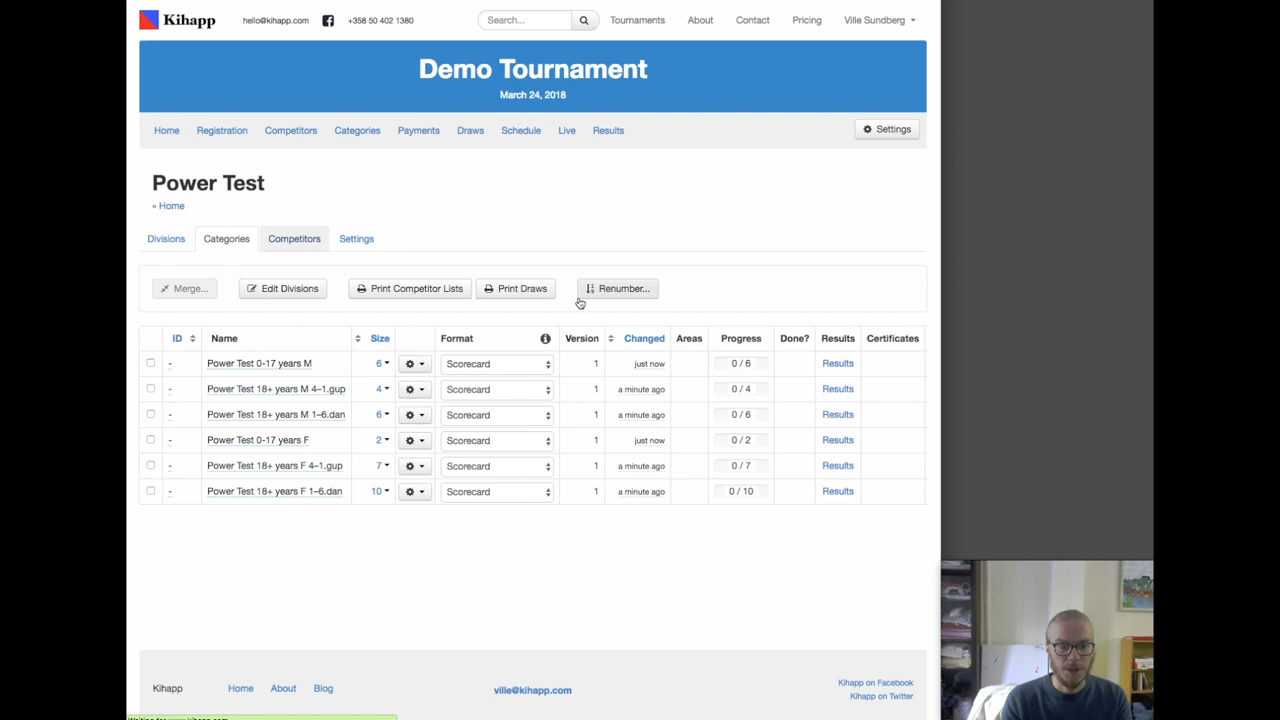 Kihapp hello@kihapp.com +358 50 402 1380 Search... Tournaments About Contact Pricing Ville Sundberg
Demo Tournament
March 24, 2018
Home Registration Competitors Categories Payments Draws Schedule Live Results Settings
Power Test
« Home
Divisions Categories Competitors Settings
Merge... Edit Divisions Print Competitor Lists Print Draws Renumber...
ID Name Size Format Version Changed Areas Progress Done? Results Certificates
- Power Test 0-17 years M 6 Scorecard 1 just now 0 / 6 Results
- Power Test 18+ years M 4–1.gup 4 Scorecard 1 a minute ago 0 / 4 Results
- Power Test 18+ years M 1–6.dan 6 Scorecard 1 a minute ago 0 / 6 Results
- Power Test 0-17 years F 2 Scorecard 1 just now 0 / 2 Results
- Power Test 18+ years F 4–1.gup 7 Scorecard 1 a minute ago 0 / 7 Results
- Power Test 18+ years F 1–6.dan 10 Scorecard 1 a minute ago 0 / 10 Results
Kihapp Home About Blog ville@kihapp.com Kihapp on Facebook
Kihapp on Twitter